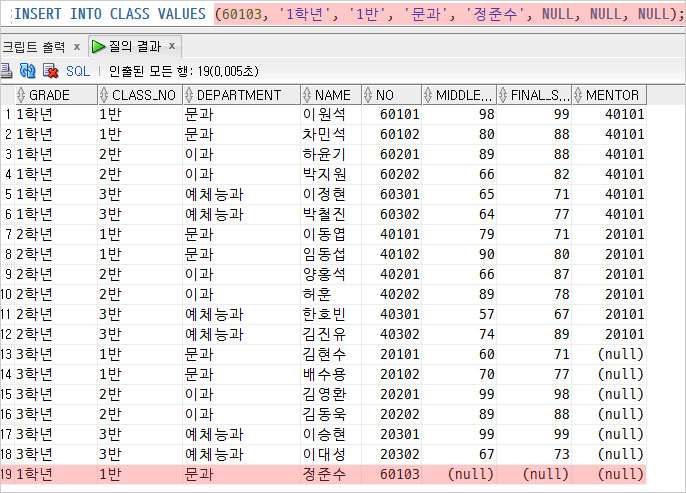 INSERT INTO CLASS VALUES (60103, '1학년', '1반', '문과', '정준수', NULL, NULL, NULL);
스크립트 출력 x 질의 결과 x
SQL | 인출된 모든 행: 19(0,005초)
GRADE CLASS_NO DEPARTMENT NAME NO MIDDLE... FINAL_S... MENTOR
1 1학년 1반 문과 이원석 60101 98 99 40101
2 1학년 1반 문과 차민석 60102 80 88 40101
3 1학년 2반 이과 하윤기 60201 89 88 40101
4 1학년 2반 이과 박지원 60202 66 82 40101
5 1학년 3반 예체능과 이정현 60301 65 71 40101
6 1학년 3반 예체능과 박철진 60302 64 77 40101
7 2학년 1반 문과 이동엽 40101 79 71 20101
8 2학년 1반 문과 임동섭 40102 90 80 20101
9 2학년 2반 이과 양홍석 40201 66 87 20101
10 2학년 2반 이과 허훈 40202 89 78 20101
11 2학년 3반 예체능과 한호빈 40301 57 67 20101
12 2학년 3반 예체능과 김진유 40302 74 89 20101
13 3학년 1반 문과 김현수 20101 60 71 (null)
14 3학년 1반 문과 배수용 20102 70 77 (null)
15 3학년 2반 이과 김영환 20201 99 98 (null)
16 3학년 2반 이과 김동욱 20202 89 88 (null)
17 3학년 3반 예체능과 이승현 20301 99 99 (null)
18 3학년 3반 예체능과 이대성 20302 67 73 (null)
19 1학년 1반 문과 정준수 60103 (null) (null) (null)